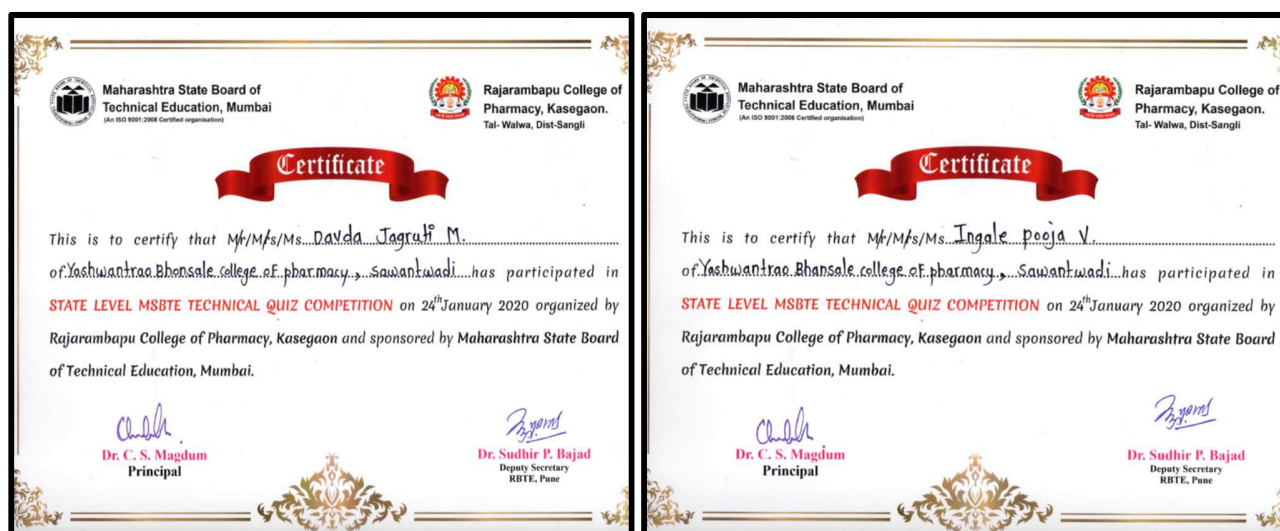 Maharashtra State Board of
Technical Education, Mumbai
(An ISO 9001:2008 Certified organisation)
Rajarambapu College of
Pharmacy, Kasegaon.
Tal- Walwa, Dist-Sangli
Certificate
This is to certify that Mr/Mrs/Ms...Davda Jagruti M.
of.Yashwantrao Bhonsale college of pharmacy., sawantwadi...has participated in
STATE LEVEL MSBTE TECHNICAL QUIZ COMPETITION on 24th January 2020 organized by
Rajarambapu College of Pharmacy, Kasegaon and sponsored by Maharashtra State Board
of Technical Education, Mumbai.
Dr. C. S. Magdum
Principal
Dr. Sudhir P. Bajad
Deputy Secretary
RBTE, Pune
Maharashtra State Board of
Technical Education, Mumbai
(An ISO 9001:2008 Certified organisation)
Rajarambapu College of
Pharmacy, Kasegaon.
Tal- Walwa, Dist-Sangli
Certificate
This is to certify that Mr/Mrs/Ms...Ingale pooja V.
of.Yashwantrao.Bhansale college of pharmacy., sawantwadi...has participated in
STATE LEVEL MSBTE TECHNICAL QUIZ COMPETITION on 24th January 2020 organized by
Rajarambapu College of Pharmacy, Kasegaon and sponsored by Maharashtra State Board
of Technical Education, Mumbai.
Dr. C. S. Magdum
Principal
Dr. Sudhir P. Bajad
Deputy Secretary
RBTE, Pune